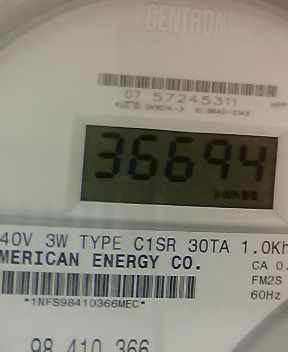 CENTRON®
07 57245311
36694
kWh
40V 3W TYPE C1SR 30TA 1.0Kh
MERICAN ENERGY CO.
CA 0.
FM2S
60Hz
*1NFS98410366MEC*
98 410 366